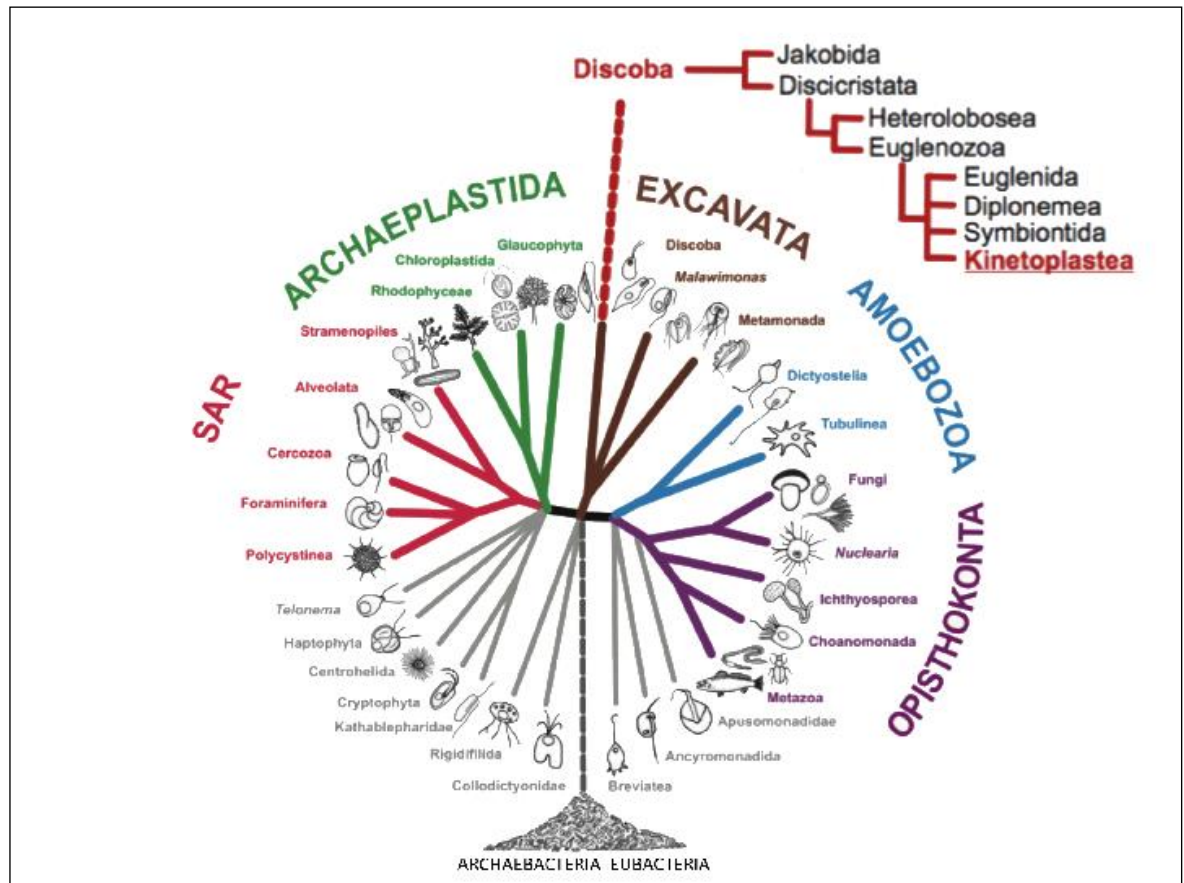 Discoba
Jakobida
Discicristata
Heterolobosea
Euglenozoa
Euglenida
Diplonemea
Symbiontida
Kinetoplastea
ARCHAEPLASTIDA
EXCAVATA
AMOEBOZOA
OPISTHOKONTA
SAR
Glaucophyta
Chloroplastida
Rhodophyceae
Stramenopiles
Alveolata
Cercozoa
Foraminifera
Polycystinea
Discoba
Malawimonas
Metamonada
Dictyostelia
Tubulinea
Fungi
Nuclearia
Ichthyosporea
Choanomonada
Metazoa
Apusomonadidae
Ancyromonadida
Breviatea
Telonema
Haptophyta
Centrohelida
Cryptophyta
Kathablepharidae
Rigidifilida
Collodictyonidae
ARCHAEBACTERIA EUBACTERIA